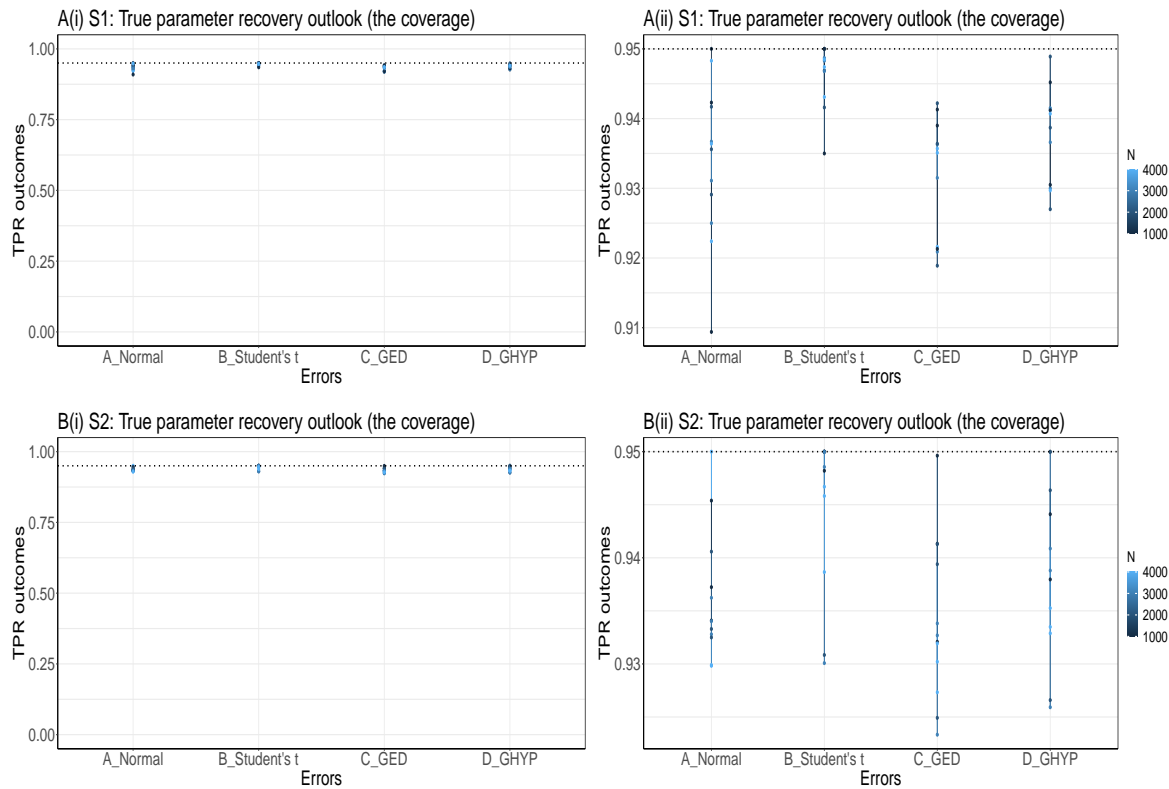 A(i) S1: True parameter recovery outlook (the coverage)
TPR outcomes
1.00
0.75
0.50
0.25
0.00
A_Normal B_Student's t C_GED D_GHYP
Errors
A(ii) S1: True parameter recovery outlook (the coverage)
TPR outcomes
0.95
0.94
0.93
0.92
0.91
A_Normal B_Student's t C_GED D_GHYP
Errors
N
4000
3000
2000
1000
B(i) S2: True parameter recovery outlook (the coverage)
TPR outcomes
1.00
0.75
0.50
0.25
0.00
A_Normal B_Student's t C_GED D_GHYP
Errors
B(ii) S2: True parameter recovery outlook (the coverage)
TPR outcomes
0.95
0.94
0.93
A_Normal B_Student's t C_GED D_GHYP
Errors
N
4000
3000
2000
1000